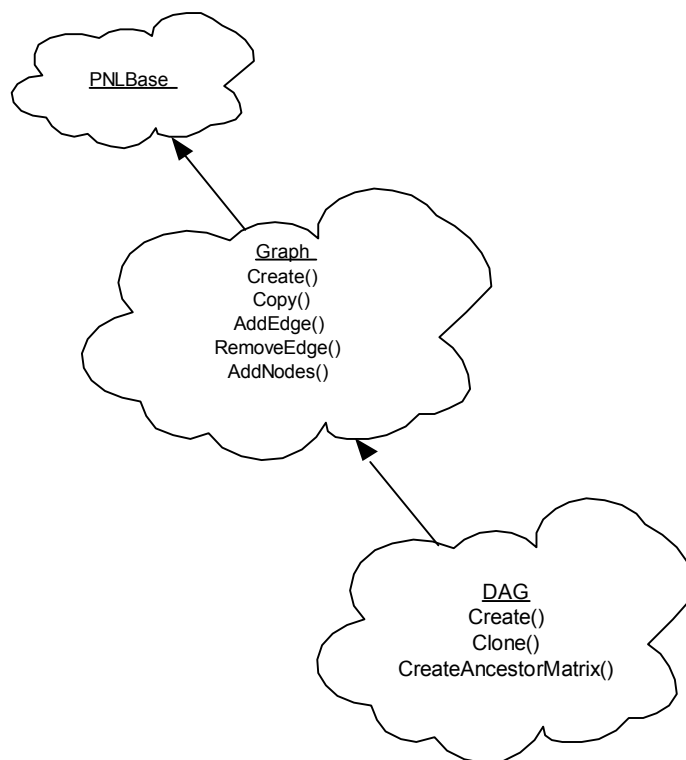 PNLBase
Graph
Create()
Copy()
AddEdge()
RemoveEdge()
AddNodes()
DAG
Create()
Clone()
CreateAncestorMatrix()